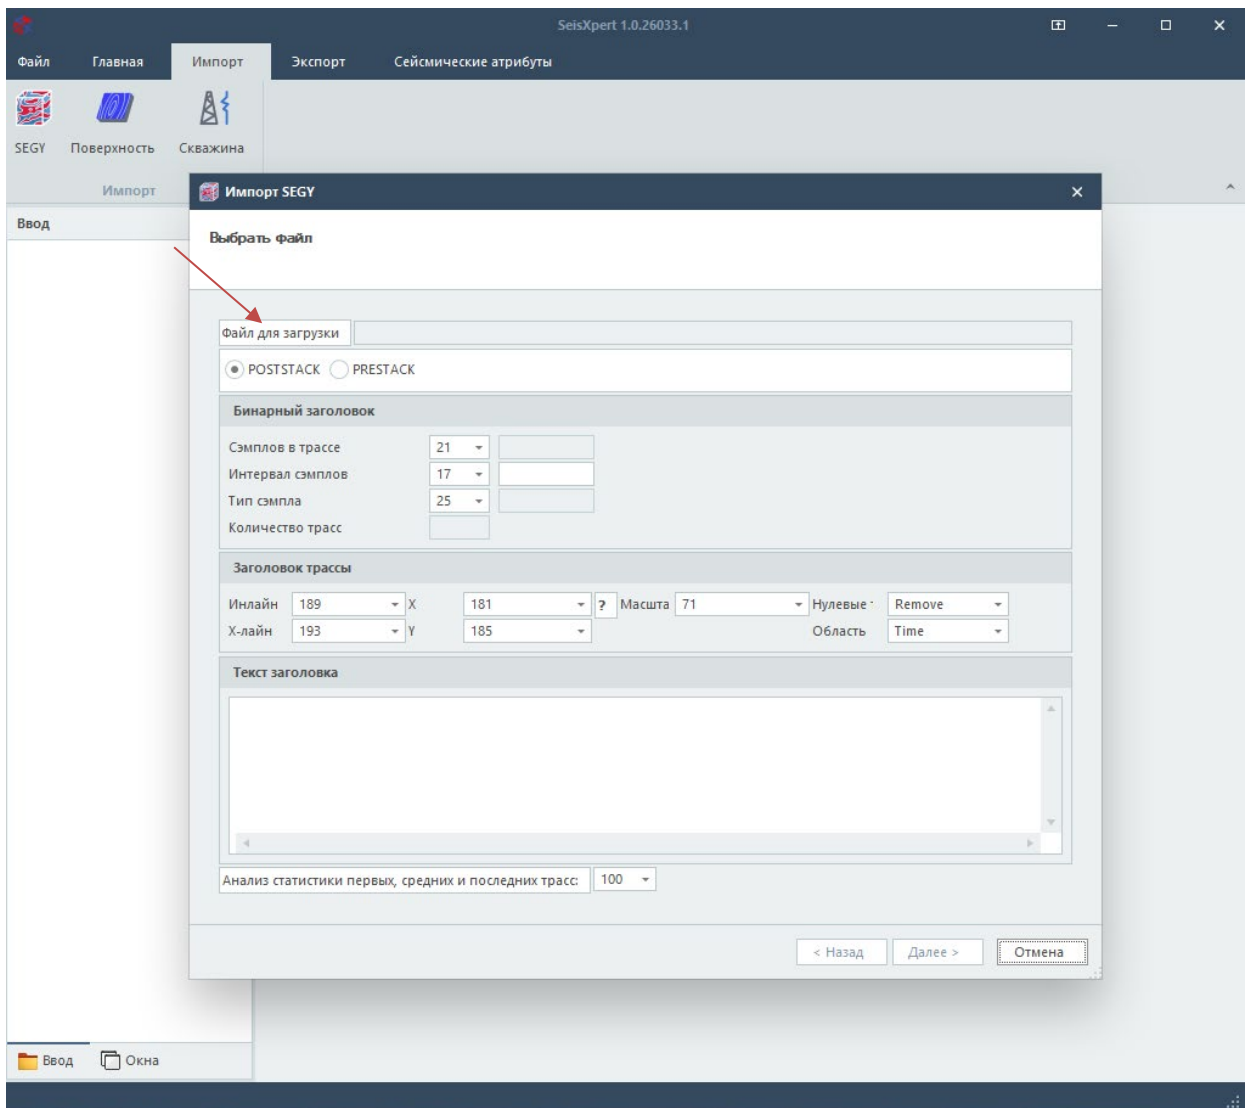 SeisXpert 1.0.26033.1
Файл Главная Импорт Экспорт Сейсмические атрибуты
SEGY Поверхность Скважина
Импорт
Импорт SEGY
Ввод
Выбрать файл
Файл для загрузки
POSTSTACK PRESTACK
Бинарный заголовок
Сэмплов в трассе 21
Интервал сэмплов 17
Тип сэмпла 25
Количество трасс
Заголовок трассы
Инлайн 189 X 181 ? Масшта 71 Нулевые Remove
X-лайн 193 Y 185 Область Time
Текст заголовка
Анализ статистики первых, средних и последних трасс: 100
< Назад Далее > Отмена
Ввод Окна